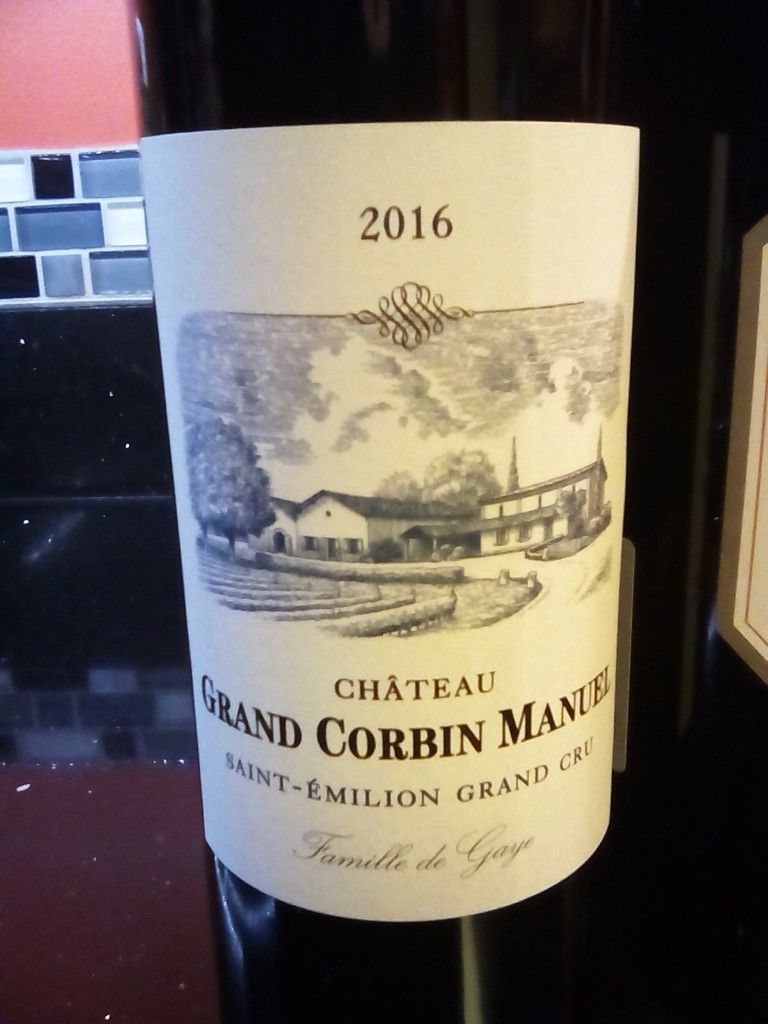 2016
CHÂTEAU
GRAND CORBIN MANUEL
SAINT-ÉMILION GRAND CRU
Famille de Gaye